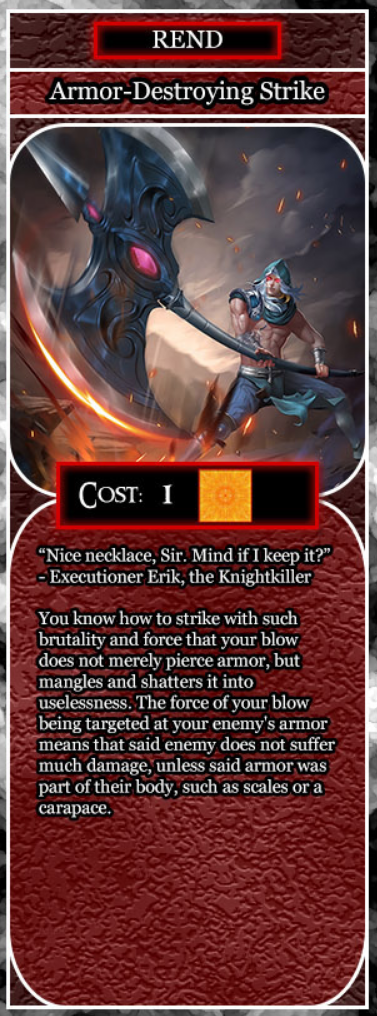 REND
Armor-Destroying Strike
Cost: 1
“Nice necklace, Sir. Mind if I keep it?”
- Executioner Erik, the Knightkiller
You know how to strike with such
brutality and force that your blow
does not merely pierce armor, but
mangles and shatters it into
uselessness. The force of your blow
being targeted at your enemy's armor
means that said enemy does not suffer
much damage, unless said armor was
part of their body, such as scales or a
carapace.